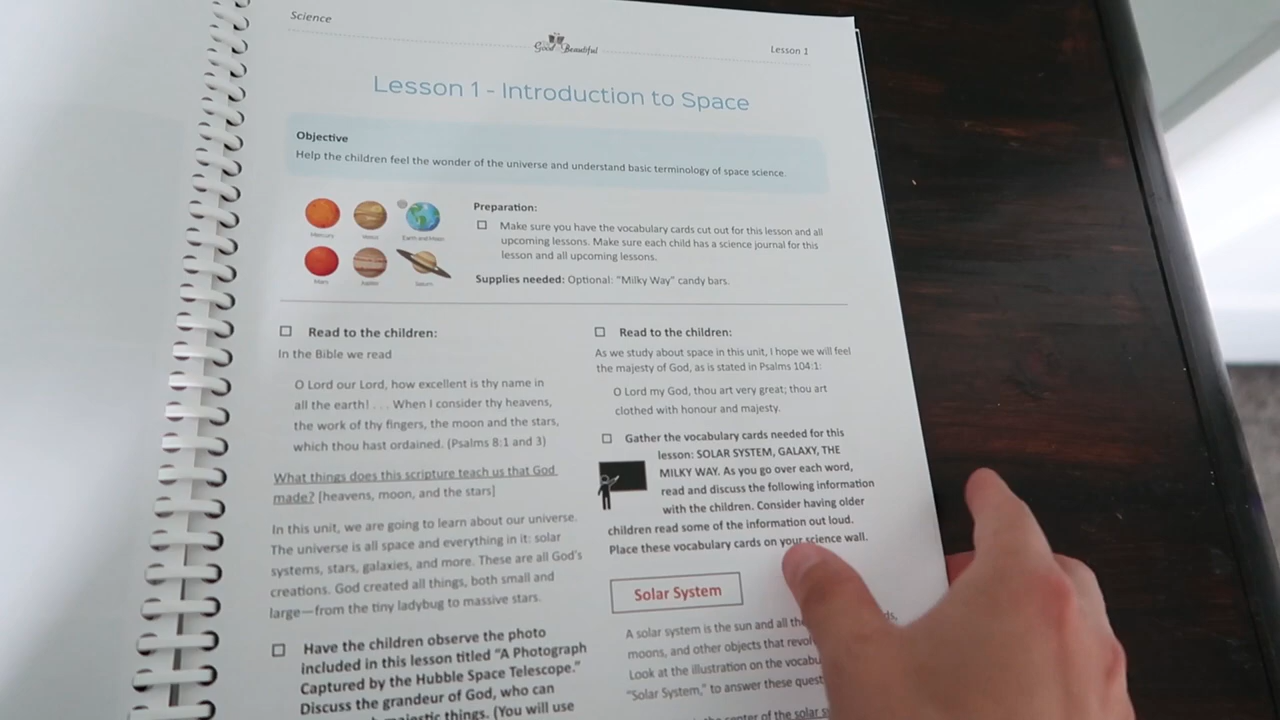 Science
Good & Beautiful
Lesson 1
Lesson 1 - Introduction to Space
Objective
Help the children feel the wonder of the universe and understand basic terminology of space science.
Mercury
Venus
Earth and Moon
Mars
Jupiter
Saturn
Preparation:
Make sure you have the vocabulary cards cut out for this lesson and all
upcoming lessons. Make sure each child has a science journal for this
lesson and all upcoming lessons.
Supplies needed: Optional: "Milky Way" candy bars.
Read to the children:
In the Bible we read
O Lord our Lord, how excellent is thy name in
all the earth! . . . When I consider thy heavens,
the work of thy fingers, the moon and the stars,
which thou hast ordained. (Psalms 8:1 and 3)
What things does this scripture teach us that God
made? [heavens, moon, and the stars]
In this unit, we are going to learn about our universe.
The universe is all space and everything in it: solar
systems, stars, galaxies, and more. These are all God's
creations. God created all things, both small and
large—from the tiny ladybug to massive stars.
Have the children observe the photo
included in this lesson titled "A Photograph
Captured by the Hubble Space Telescope."
Discuss the grandeur of God, who can
majestic things. (You will use
Read to the children:
As we study about space in this unit, I hope we will feel
the majesty of God, as is stated in Psalms 104:1:
O Lord my God, thou art very great; thou art
clothed with honour and majesty.
Gather the vocabulary cards needed for this
lesson: SOLAR SYSTEM, GALAXY, THE
MILKY WAY. As you go over each word,
read and discuss the following information
with the children. Consider having older
children read some of the information out loud.
Place these vocabulary cards on your science wall.
Solar System
A solar system is the sun and all the
moons, and other objects that
Look at the illustration on the
"Solar System," to answer these
center of the solar